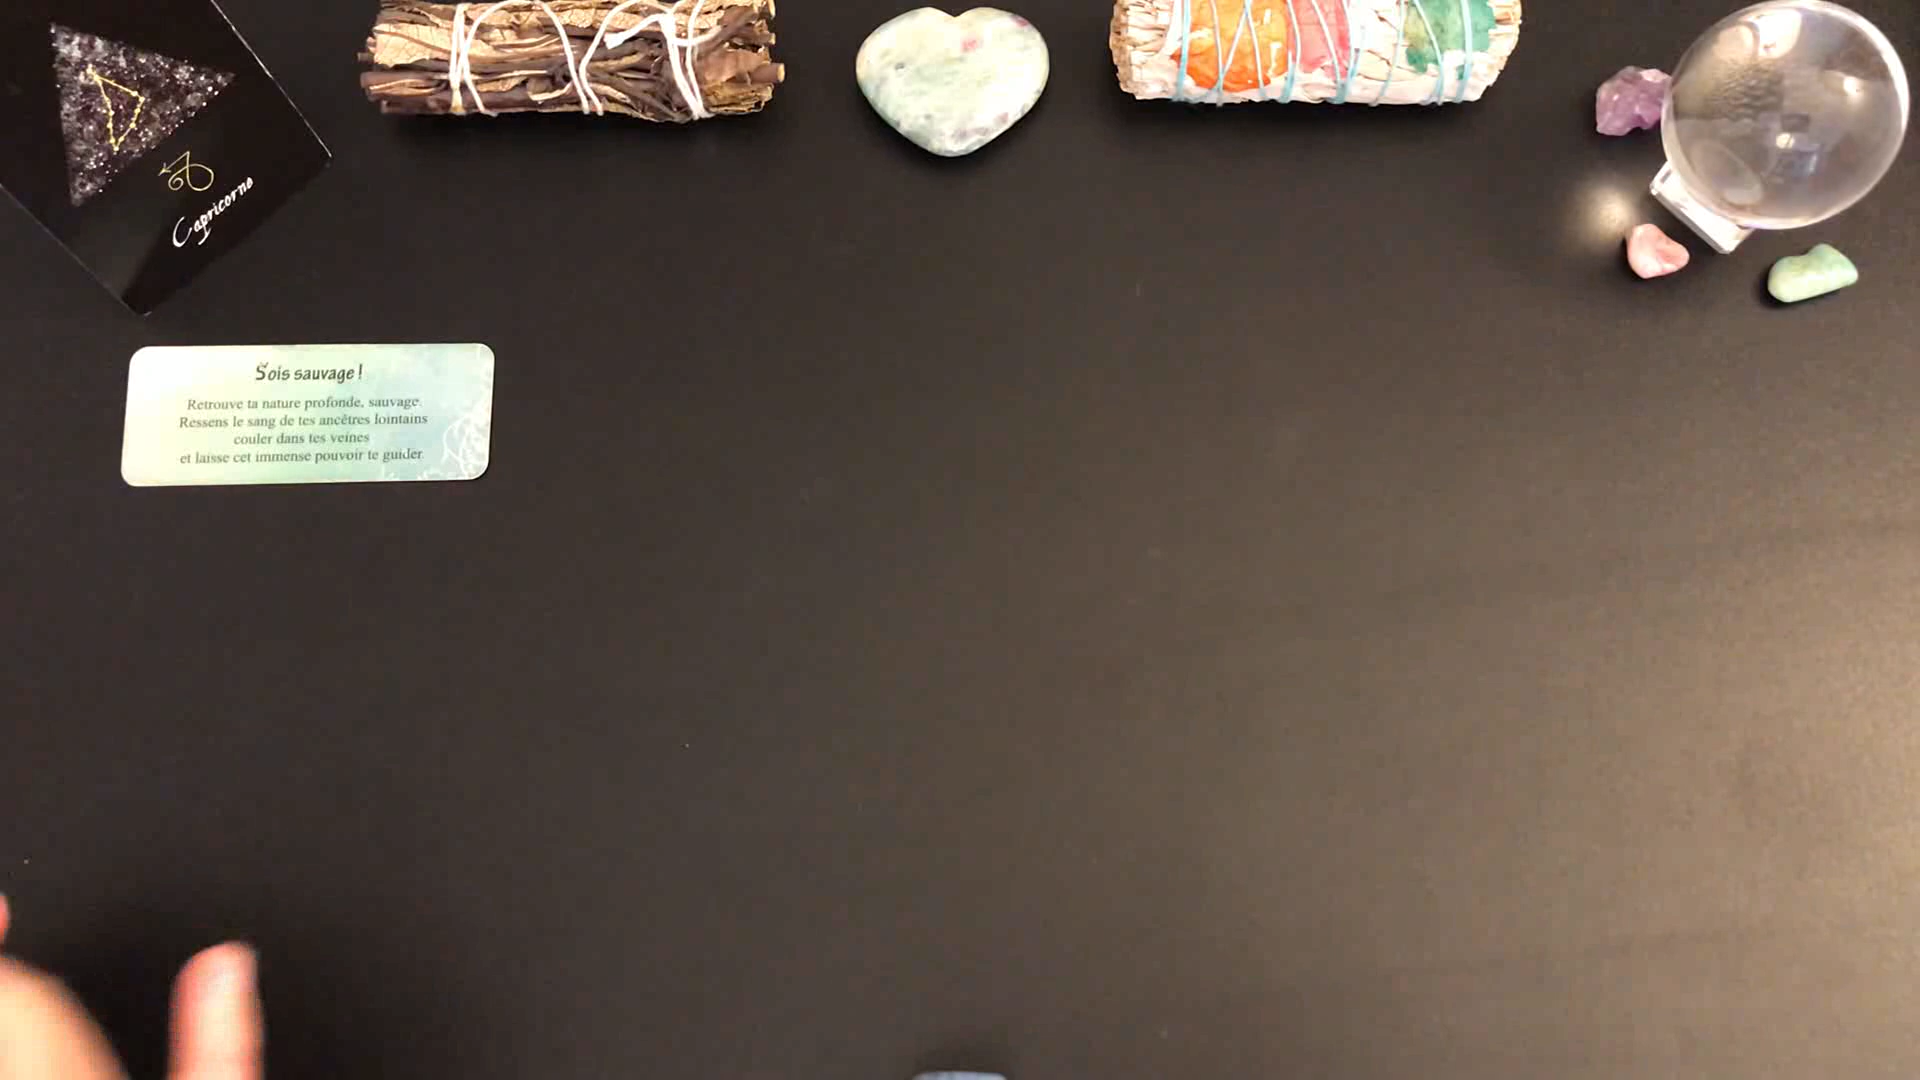 Capricorne
Sois sauvage !
Retrouve ta nature profonde, sauvage.
Ressens le sang de tes ancêtres lointains
couler dans tes veines
et laisse cet immense pouvoir te guider.